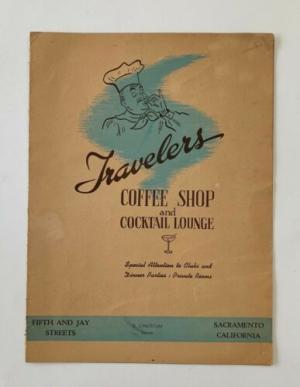 Travelers
COFFEE SHOP
and
COCKTAIL LOUNGE
Special Attention to Clubs and
Dinner Parties : Private Rooms
FIFTH AND JAY
STREETS
SACRAMENTO
CALIFORNIA